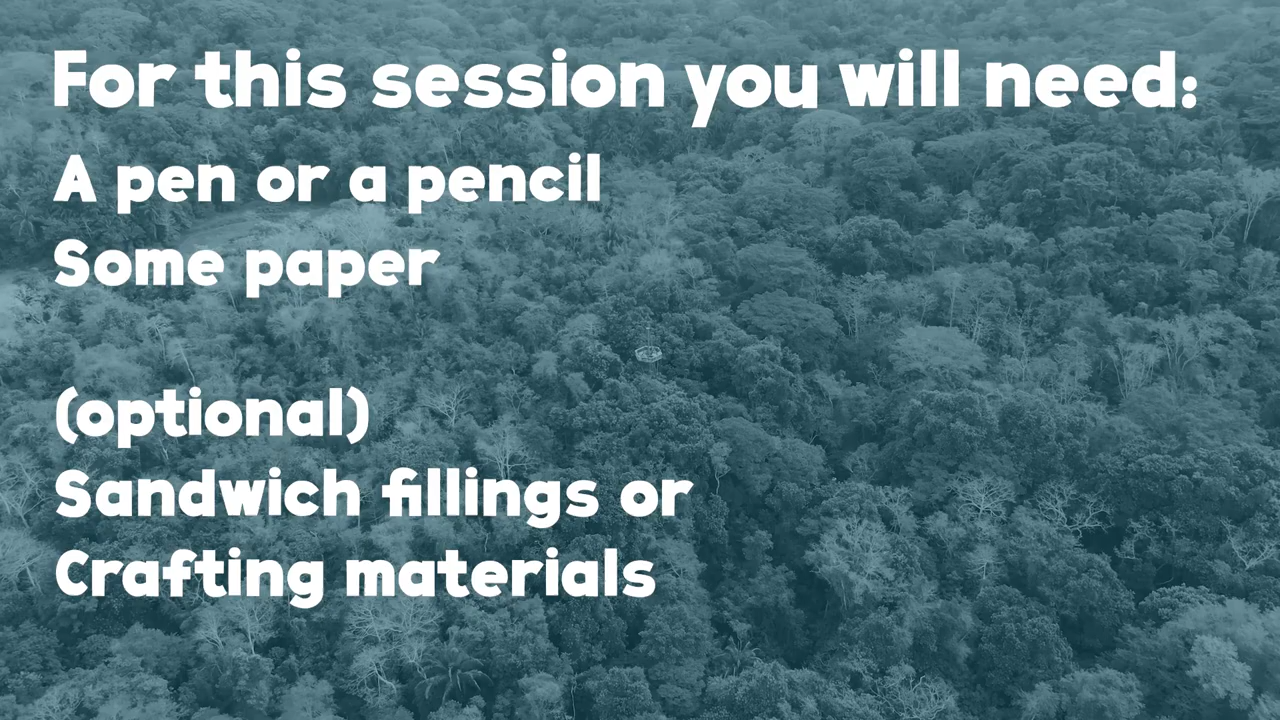 For this session you will need:
A pen or a pencil
Some paper
(optional)
Sandwich fillings or
Crafting materials